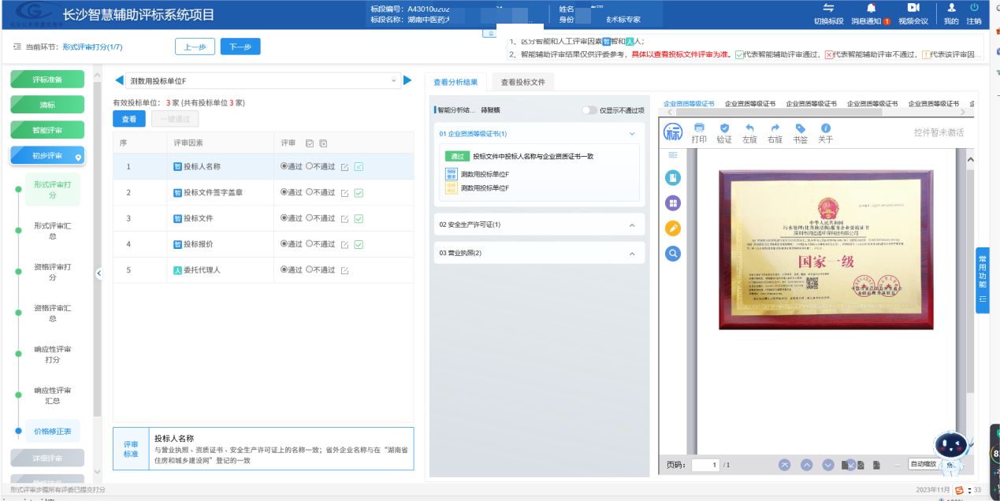 长沙智慧辅助评标系统项目
标段编号：A43010020
标段名称：湖南中医药大
姓名
身份 技术标专家
切换标段 消息通知 1 视频会议 我的 注销
当前环节：形式评审打分(1/7)
上一步 下一步
1、区分智能和人工评审因素智智和人人；
2、智能辅助评审结果仅供评委参考，具体以查看投标文件评审为准。代表智能辅助评审通过，代表智能辅助评审不通过，代表该评审因...
评标准备
清标
智能评审
初步评审
形式评审打分
形式评审汇总
资格评审打分
资格评审汇总
响应性评审打分
响应性评审汇总
价格修正表
详细评审
测数用投标单位F
有效投标单位：3家 (共有投标单位 3 家)
查看 一键通过
序 评审因素 评审
1 智 投标人名称 通过 不通过
2 智 投标文件签字盖章 通过 不通过
3 智 投标文件 通过 不通过
4 智 投标报价 通过 不通过
5 人 委托代理人 通过 不通过
评审标准
投标人名称
与营业执照、资质证书、安全生产许可证上的名称一致；省外企业名称与在“湖南省
住房和城乡建设网”登记的一致
查看分析结果 查看投标文件
智能分析结... 待复核 仅显示不通过项
01 企业资质等级证书(1)
通过 投标文件中投标人名称与企业资质证书一致
测数用投标单位F
测数用投标单位F
02 安全生产许可证(1)
03 营业执照(2)
企业资质等级证书 企业资质等级证书 企业资质等级证书 企业资质等级证书 企业资质等级证书
标 打印 验证 左旋 右旋 书签 关于 控件暂未激活
中华人民共和国
国家一级
常用功能
页码： 1 /1
自动缩放
形式评审步骤所有评委已提交打分
2023年11月
33